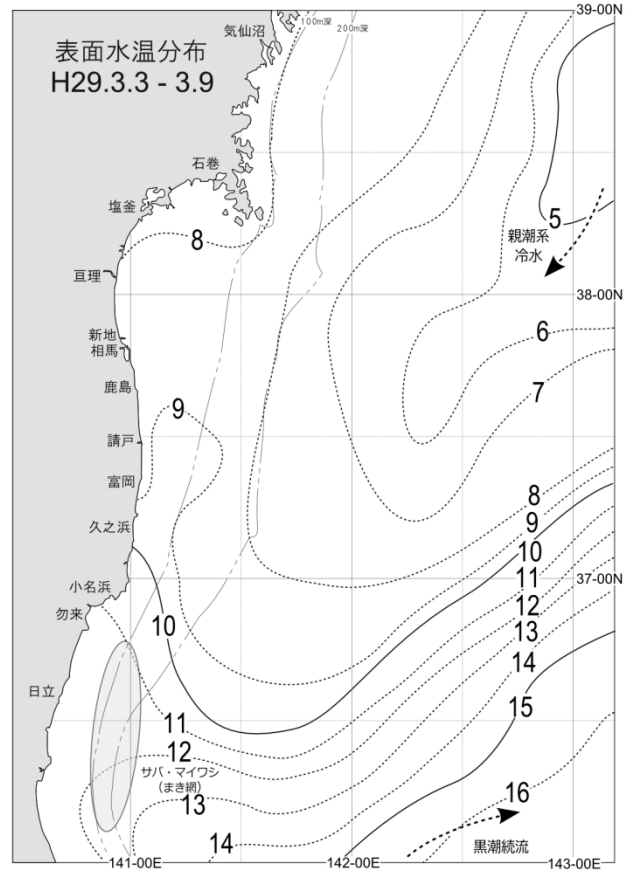 表面水温分布
H29.3.3 - 3.9
39-00N
気仙沼
100m深
200m深
石巻
塩釜
5
親潮系
冷水
8
亘理
38-00N
新地
相馬
6
鹿島
7
9
請戸
富岡
8
久之浜
9
10
小名浜
11
37-00N
勿来
12
10
13
14
日立
15
11
12
サバ・マイワシ
(まき網)
13
16
14
黒潮続流
141-00E
142-00E
143-00E